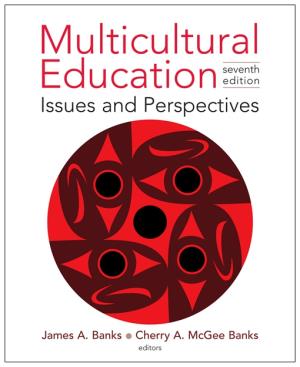 Multicultural
Education seventh edition
Issues and Perspectives
James A. Banks • Cherry A. McGee Banks
editors